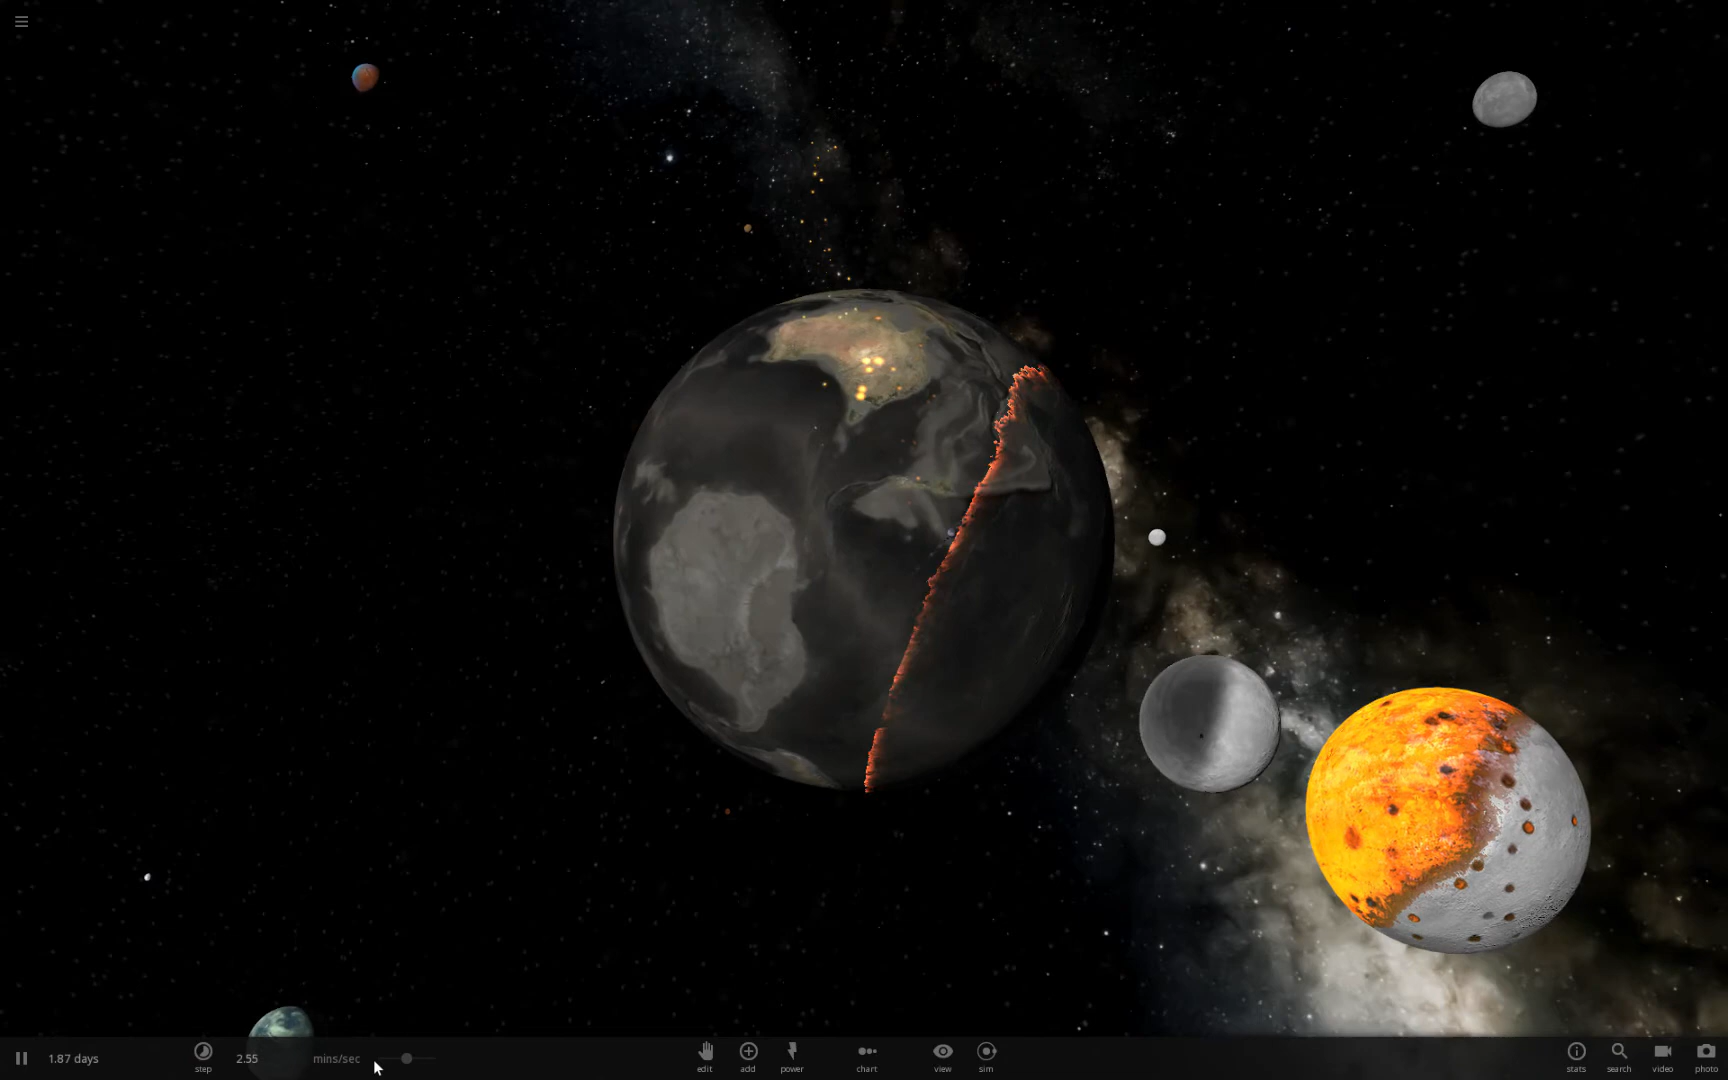 1.87 days
step
2.55 mins/sec
edit
add
power
chart
view
sim
stats
search
video
photo